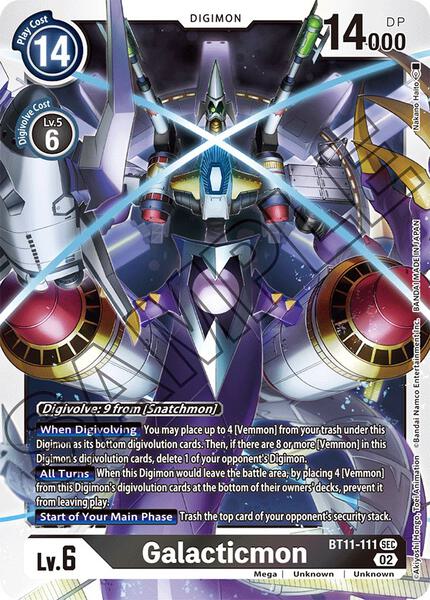 Play Cost
14
DIGIMON
14000
DP
Digivolve Cost
Lv.5
6
Nakano Haito
SAMPLE
Digivolve: 9 from [Snatchmon]
When Digivolving You may place up to 4 [Vemmon] from your trash under this
Digimon as its bottom digivolution cards. Then, if there are 8 or more [Vemmon] in this
Digimon's digivolution cards, delete 1 of your opponent's Digimon.
All Turns When this Digimon would leave the battle area, by placing 4 [Vemmon]
from this Digimon's digivolution cards at the bottom of their owners' decks, prevent it
from leaving play.
Start of Your Main Phase Trash the top card of your opponent's security stack.
©Akiyoshi Hongo, Toei Animation
©Bandai Namco Entertainment Inc. BANDAI MADE IN JAPAN
Lv.6
Galacticmon
BT11-111 SEC
02
Mega | Unknown | Unknown